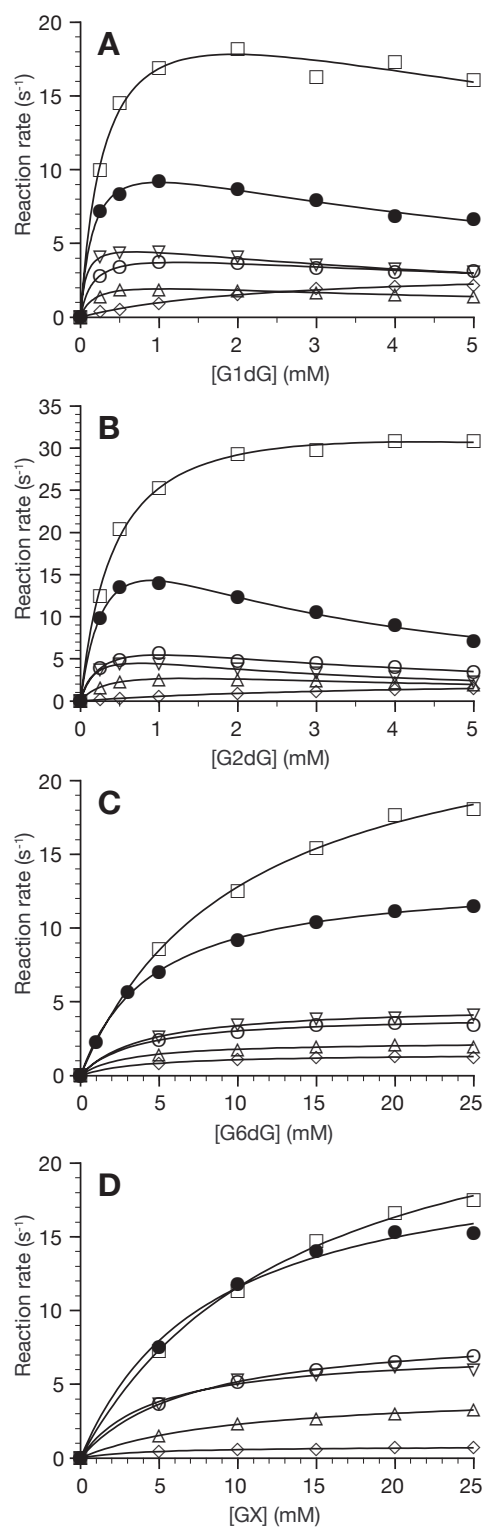 A
Reaction rate (s⁻¹)
20
15
10
5
0
0 1 2 3 4 5
[G1dG] (mM)
B
Reaction rate (s⁻¹)
35
30
25
20
15
10
5
0
0 1 2 3 4 5
[G2dG] (mM)
C
Reaction rate (s⁻¹)
20
15
10
5
0
0 5 10 15 20 25
[G6dG] (mM)
D
Reaction rate (s⁻¹)
20
15
10
5
0
0 5 10 15 20 25
[GX] (mM)